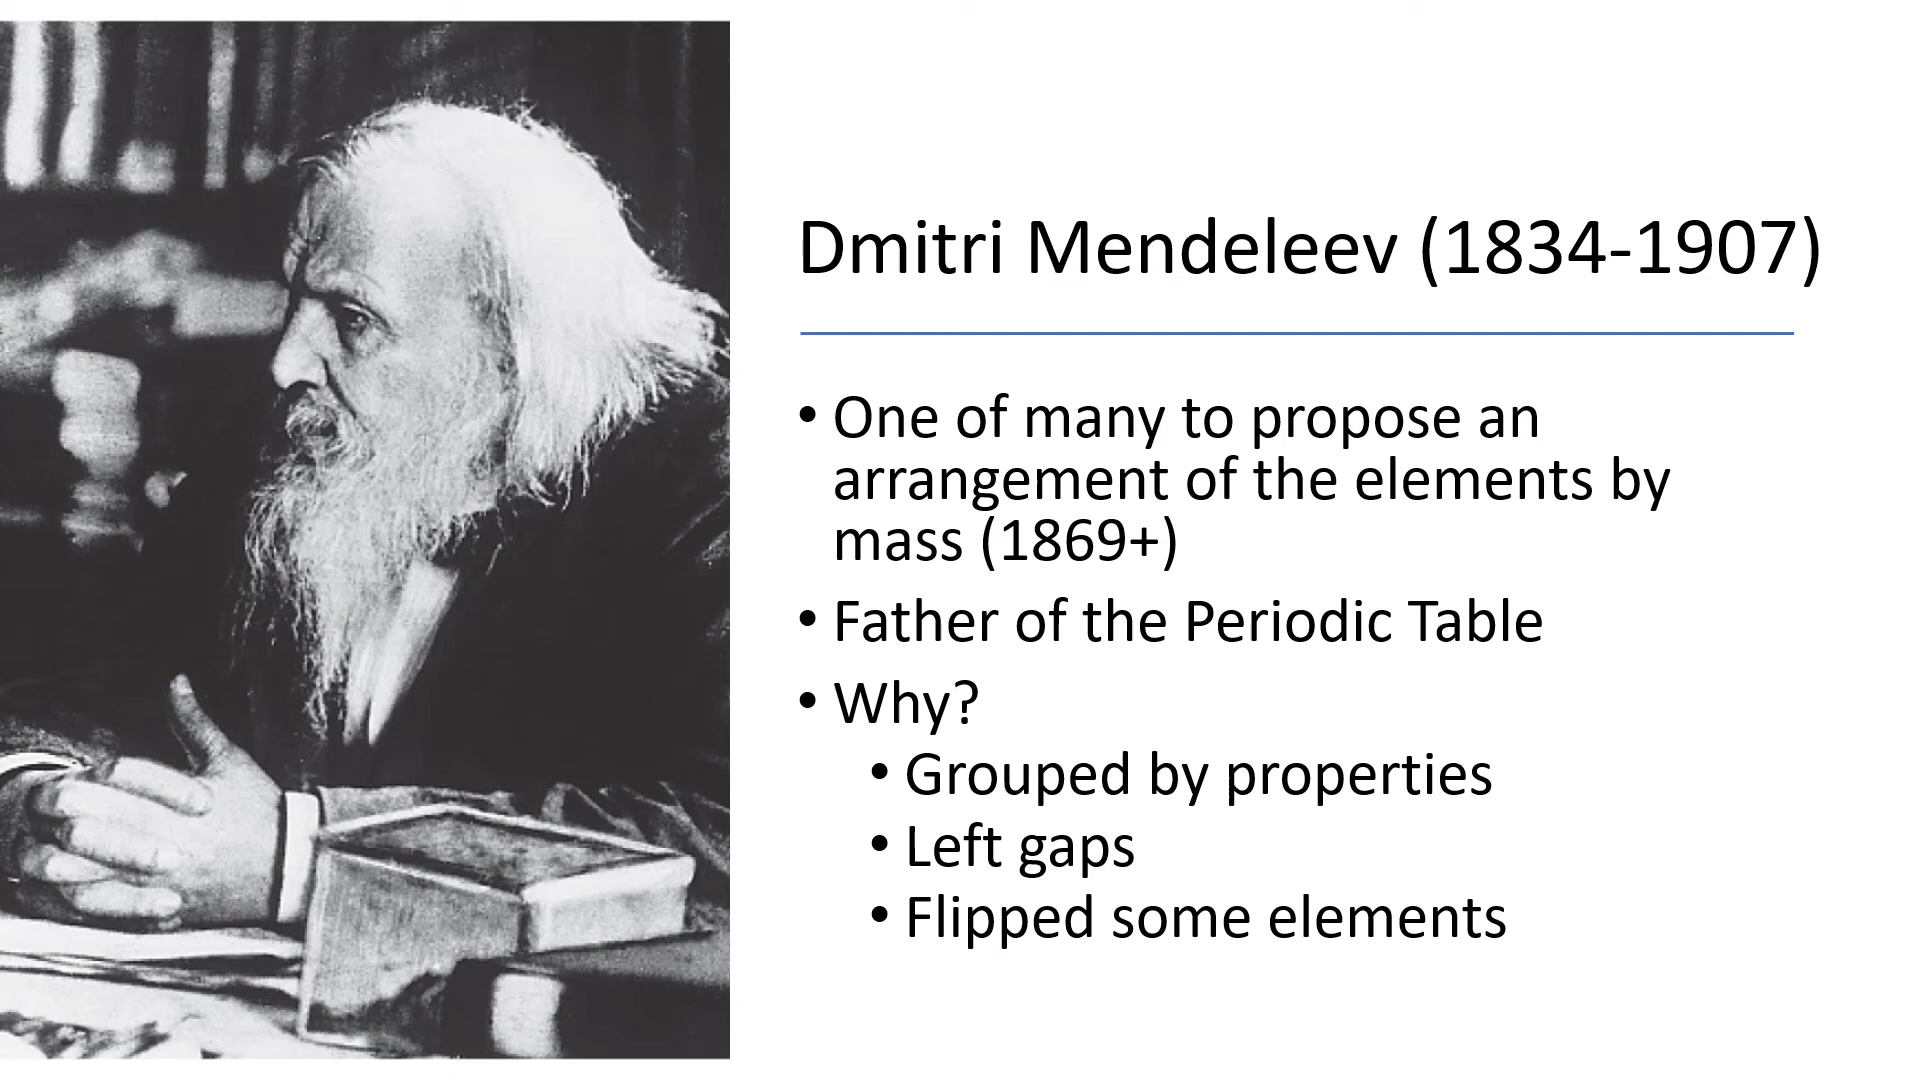 Dmitri Mendeleev (1834-1907)
• One of many to propose an
arrangement of the elements by
mass (1869+)
• Father of the Periodic Table
• Why?
• Grouped by properties
• Left gaps
• Flipped some elements